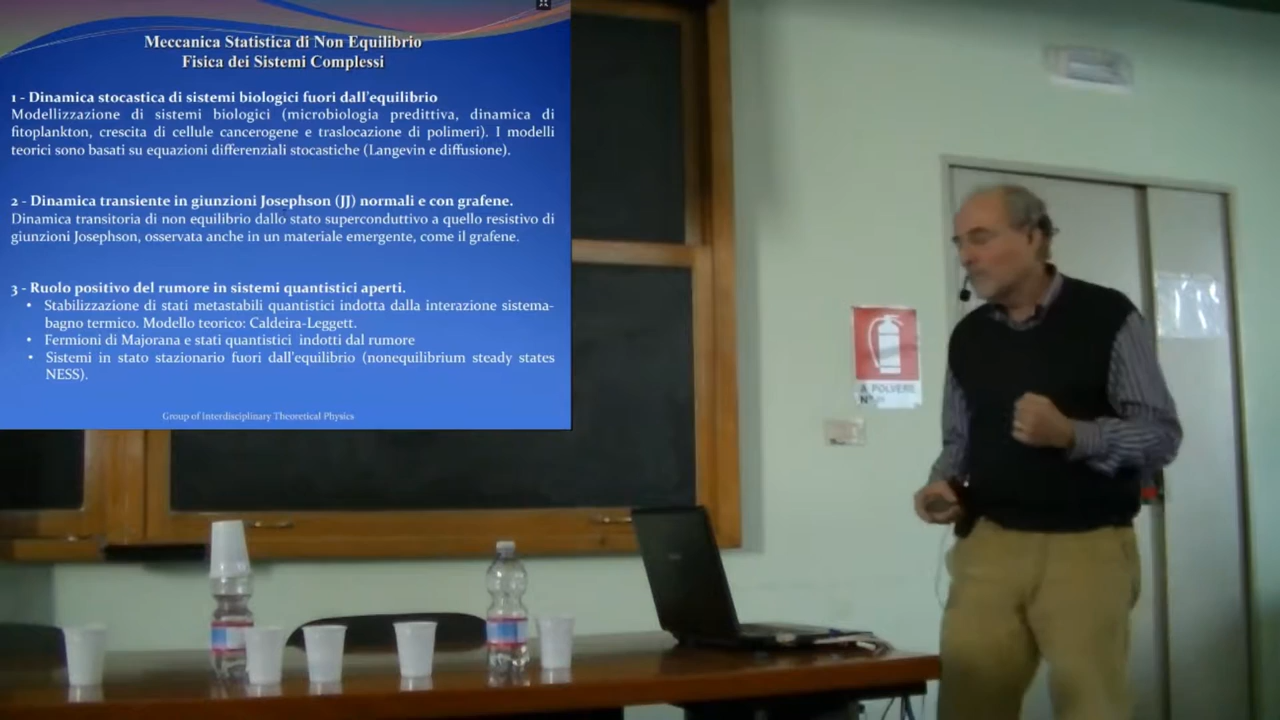 Meccanica Statistica di Non Equilibrio
Fisica dei Sistemi Complessi
1 - Dinamica stocastica di sistemi biologici fuori dall'equilibrio
Modellizzazione di sistemi biologici (microbiologia predittiva, dinamica di
fitoplankton, crescita di cellule cancerogene e traslocazione di polimeri). I modelli
teorici sono basati su equazioni differenziali stocastiche (Langevin e diffusione).
2 - Dinamica transiente in giunzioni Josephson (JJ) normali e con grafene.
Dinamica transitoria di non equilibrio dallo stato superconduttivo a quello resistivo di
giunzioni Josephson, osservata anche in un materiale emergente, come il grafene.
3 - Ruolo positivo del rumore in sistemi quantistici aperti.
• Stabilizzazione di stati metastabili quantistici indotta dalla interazione sistema-
bagno termico. Modello teorico: Caldeira-Leggett.
• Fermioni di Majorana e stati quantistici indotti dal rumore
• Sistemi in stato stazionario fuori dall'equilibrio (nonequilibrium steady states
NESS).
Group of Interdisciplinary Theoretical Physics
A POLVERE
N°